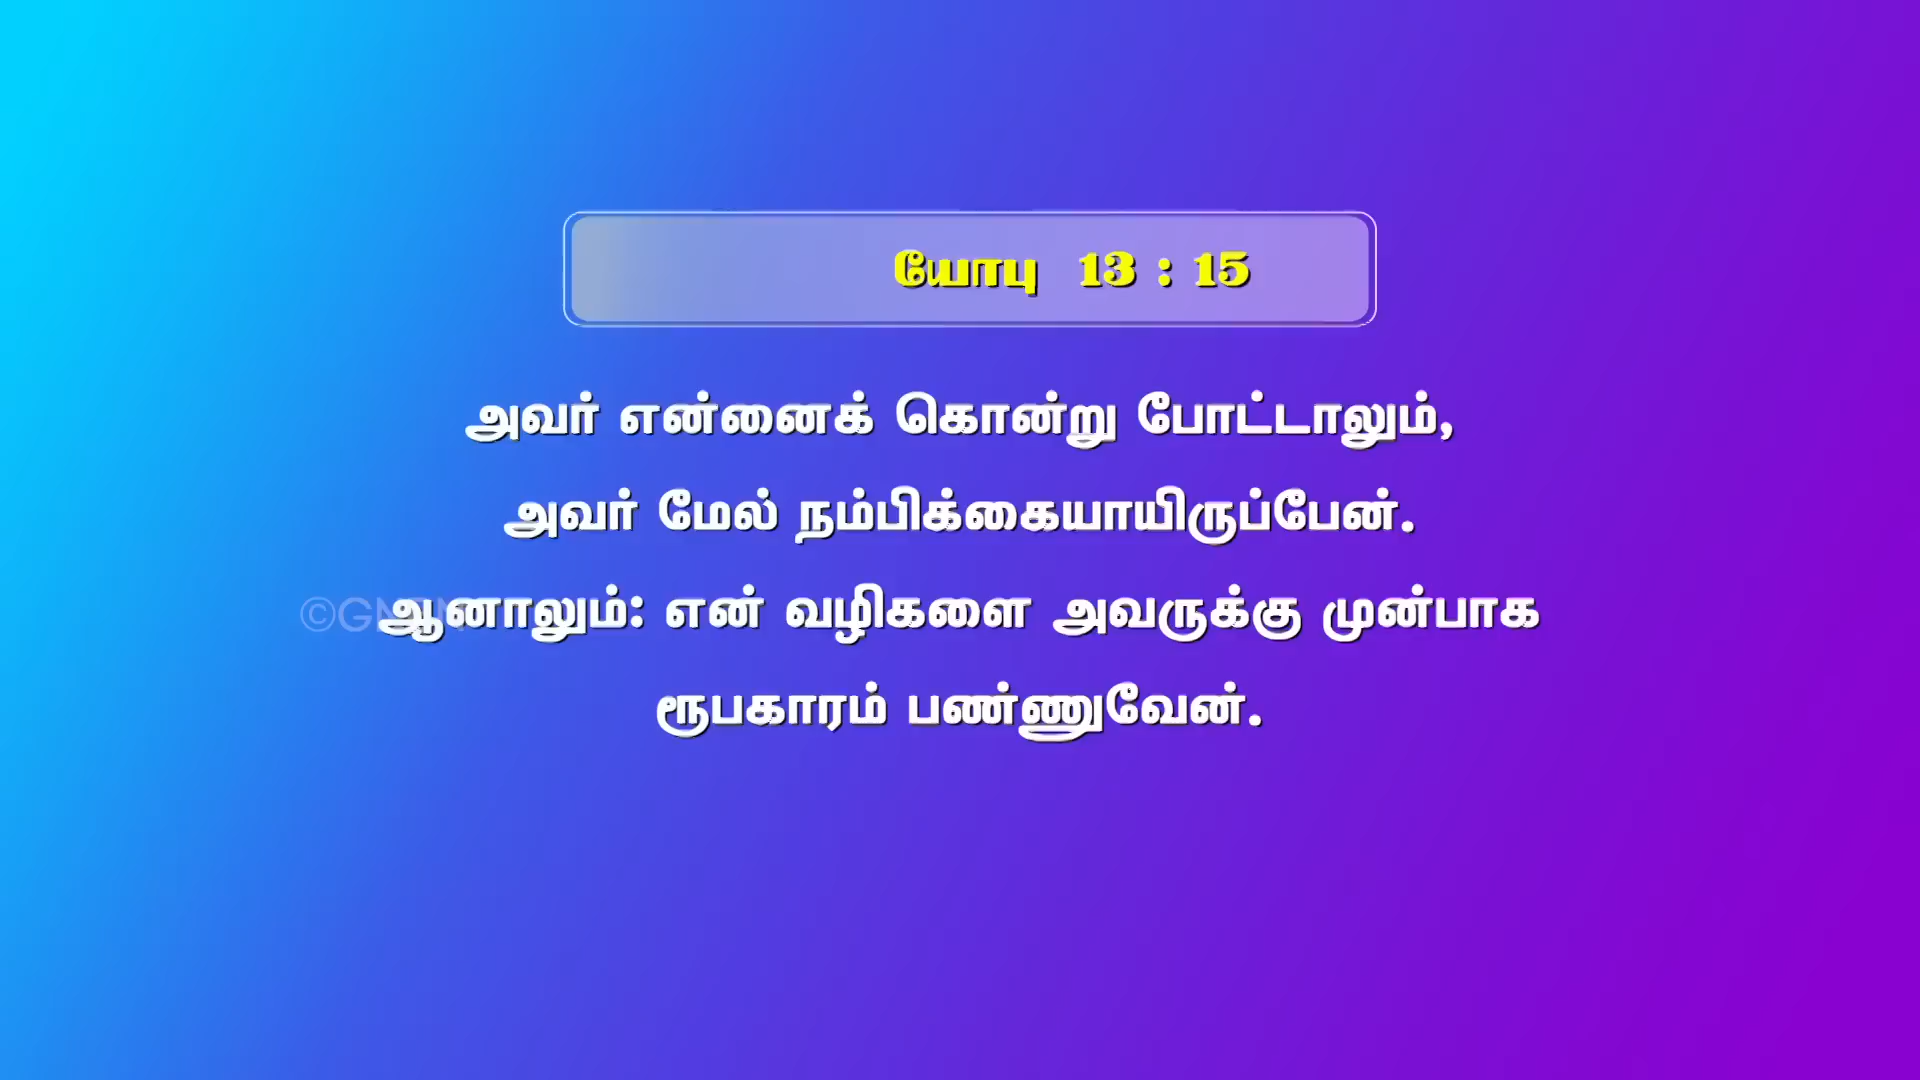 யோபு 13 : 15
அவர் என்னைக் கொன்று போட்டாலும்,
அவர் மேல் நம்பிக்கையாயிருப்பேன்.
ஆனாலும்: என் வழிகளை அவருக்கு முன்பாக
ரூபகாரம் பண்ணுவேன்.